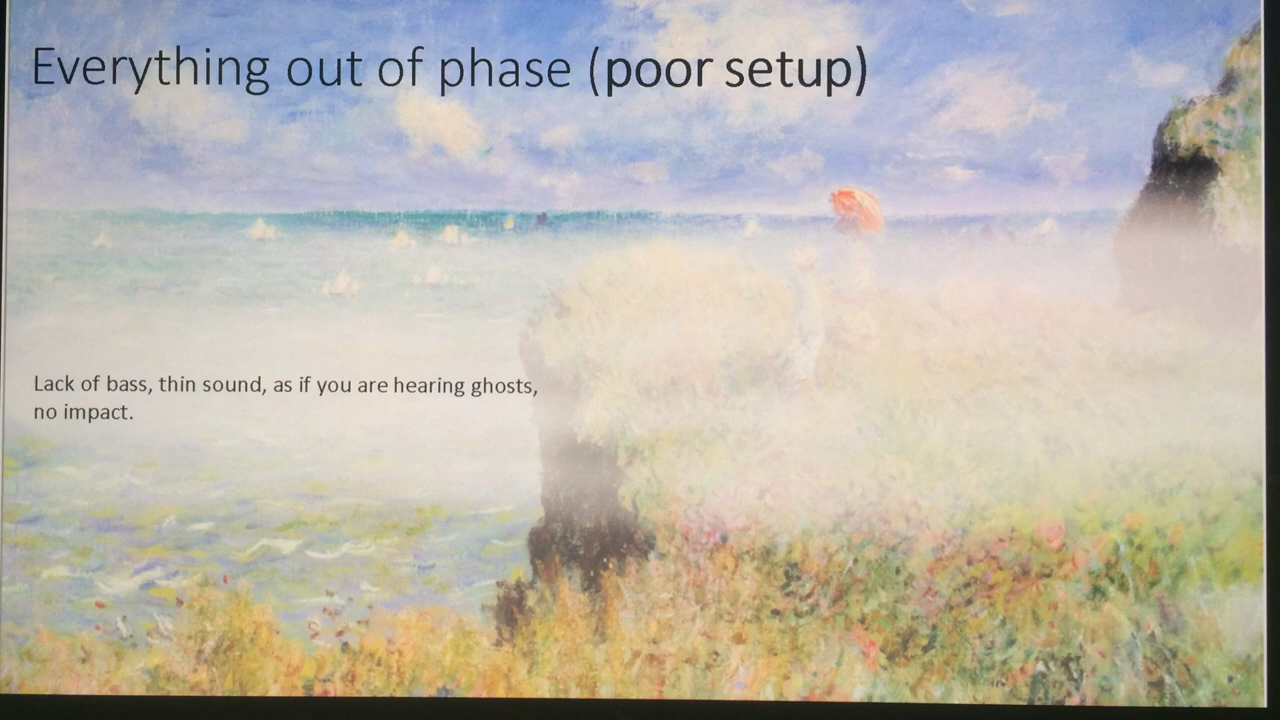 Everything out of phase (poor setup)
Lack of bass, thin sound, as if you are hearing ghosts,
no impact.